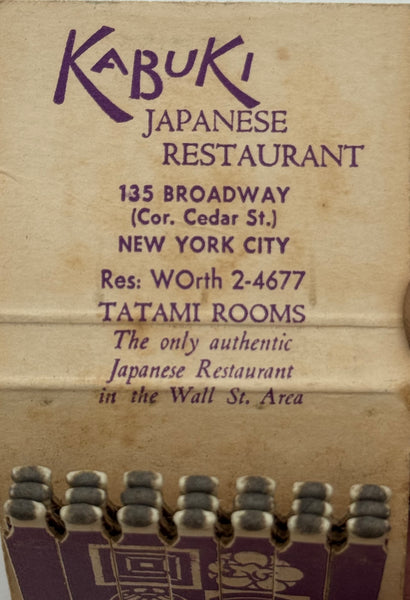 KABUKI
JAPANESE
RESTAURANT
135 BROADWAY
(Cor. Cedar St.)
NEW YORK CITY
Res: WOrth 2-4677
TATAMI ROOMS
The only authentic
Japanese Restaurant
in the Wall St. Area